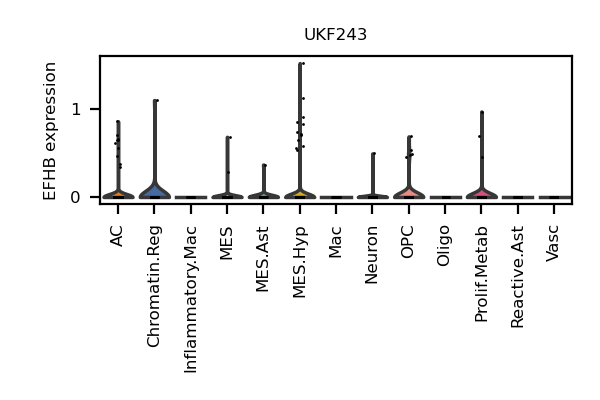 UKF243
EFHB expression
1
0
AC
Chromatin.Reg
Inflammatory.Mac
MES
MES.Ast
MES.Hyp
Mac
Neuron
OPC
Oligo
Prolif.Metab
Reactive.Ast
Vasc